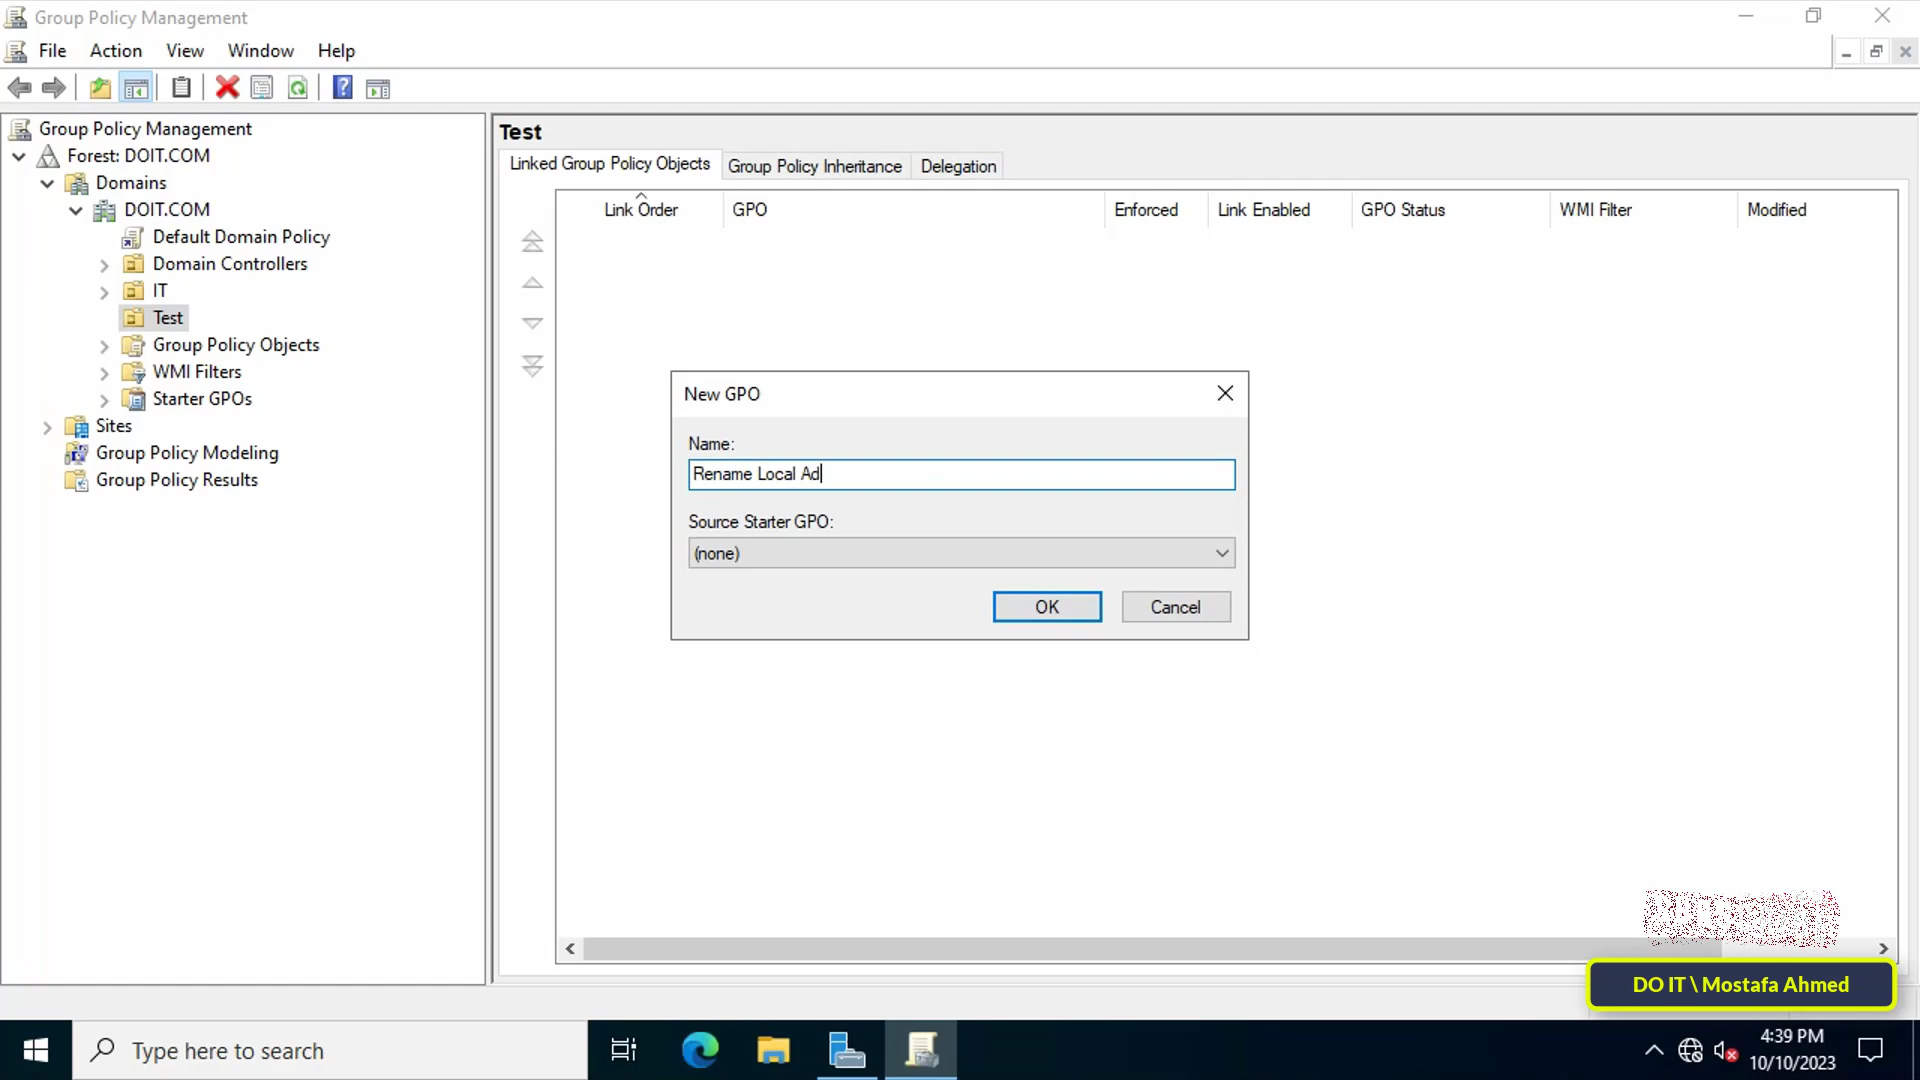 Group Policy Management
File Action View Window Help
Group Policy Management
Forest: DOIT.COM
Domains
DOIT.COM
Default Domain Policy
Domain Controllers
IT
Test
Group Policy Objects
WMI Filters
Starter GPOs
Sites
Group Policy Modeling
Group Policy Results
Test
Linked Group Policy Objects Group Policy Inheritance Delegation
Link Order GPO Enforced Link Enabled GPO Status WMI Filter Modified
New GPO
Name:
Rename Local Ad
Source Starter GPO:
(none)
OK Cancel
DO IT \ Mostafa Ahmed
Type here to search
4:39 PM
10/10/2023